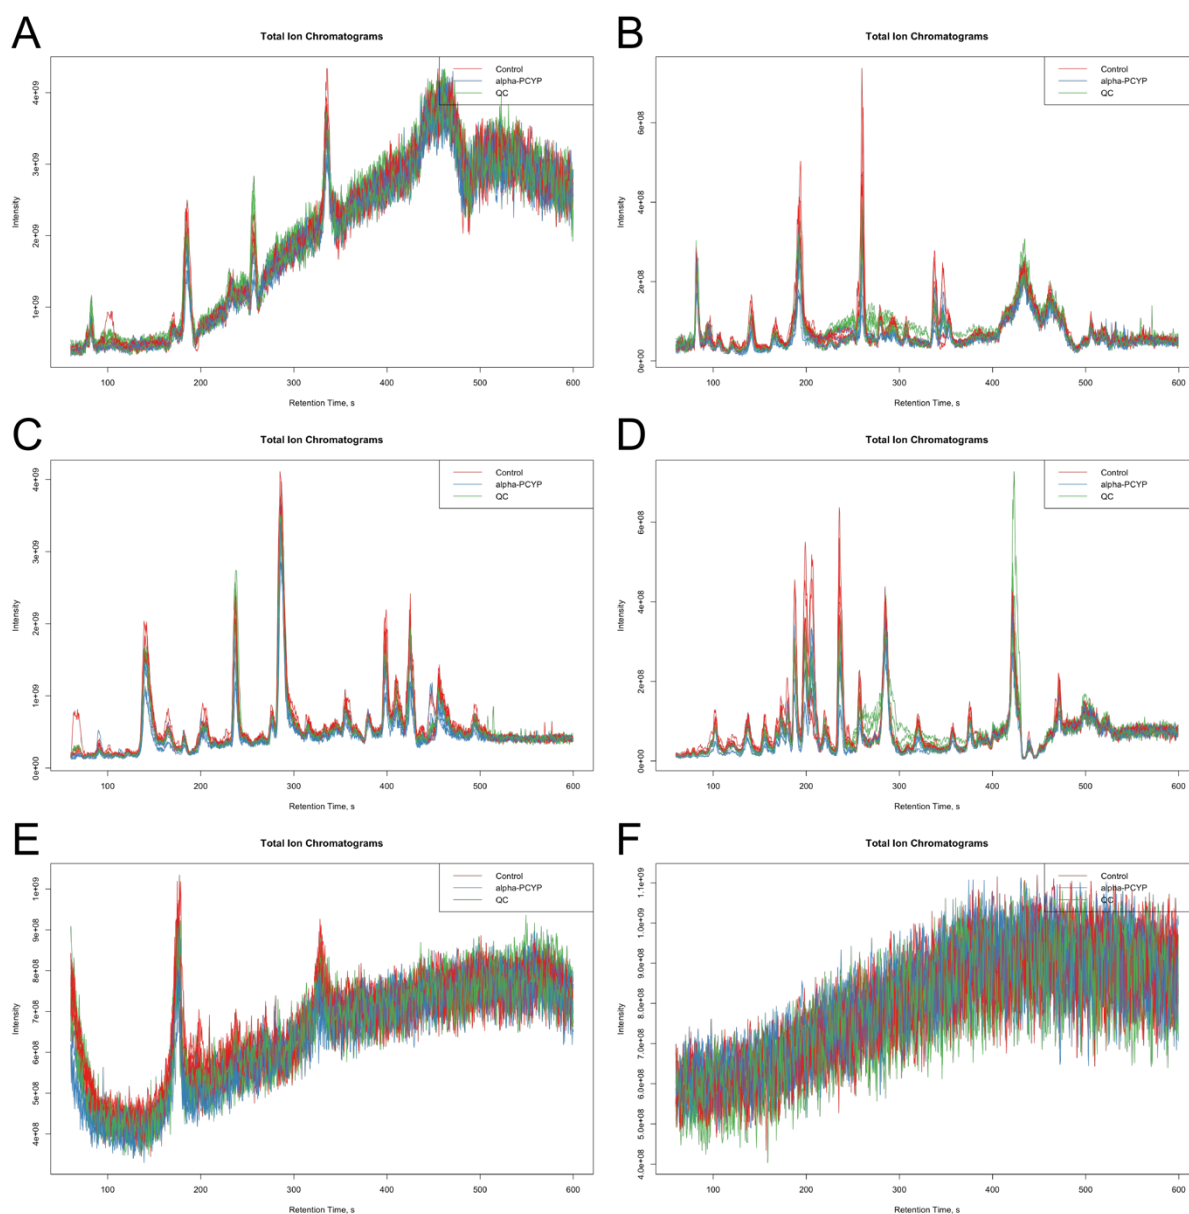 A
Total Ion Chromatograms
Control
alpha-PCYP
QC
Intensity
1e+09
2e+09
3e+09
4e+09
100
200
300
400
500
600
Retention Time, s
B
Total Ion Chromatograms
Control
alpha-PCYP
QC
Intensity
0e+00
2e+08
4e+08
6e+08
100
200
300
400
500
600
Retention Time, s
C
Total Ion Chromatograms
Control
alpha-PCYP
QC
Intensity
0e+00
1e+09
2e+09
3e+09
4e+09
100
200
300
400
500
600
Retention Time, s
D
Total Ion Chromatograms
Control
alpha-PCYP
QC
Intensity
0e+00
2e+08
4e+08
6e+08
100
200
300
400
500
600
Retention Time, s
E
Total Ion Chromatograms
Control
alpha-PCYP
QC
Intensity
4e+08
5e+08
6e+08
7e+08
8e+08
9e+08
1e+09
100
200
300
400
500
600
Retention Time, s
F
Total Ion Chromatograms
Control
alpha-PCYP
QC
Intensity
4.0e+08
5.0e+08
6.0e+08
7.0e+08
8.0e+08
9.0e+08
1.0e+09
1.1e+09
100
200
300
400
500
600
Retention Time, s